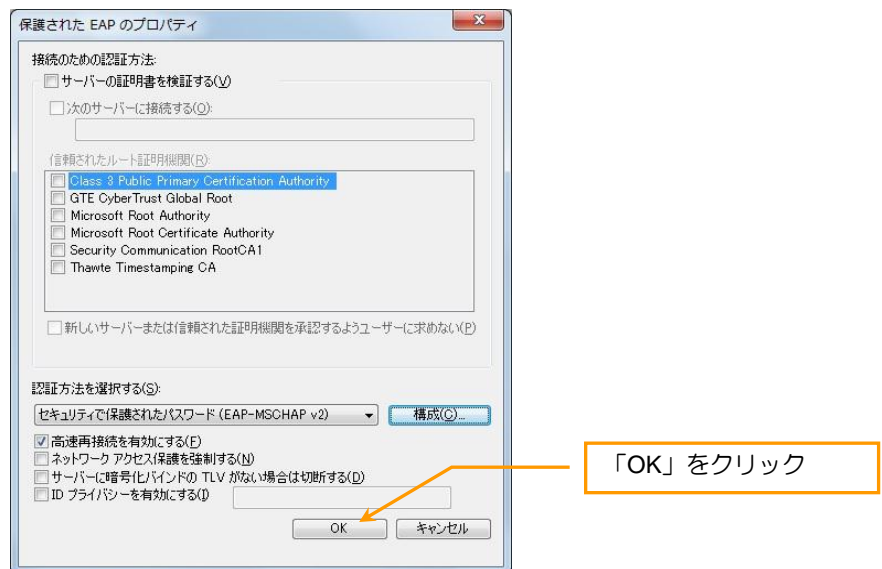 保護された EAP のプロパティ
接続のための認証方法:
サーバーの証明書を検証する(V)
次のサーバーに接続する(O):
信頼されたルート証明機関(R):
Class 3 Public Primary Certification Authority
GTE CyberTrust Global Root
Microsoft Root Authority
Microsoft Root Certificate Authority
Security Communication RootCA1
Thawte Timestamping CA
新しいサーバーまたは信頼された証明機関を承認するようユーザーに求めない(P)
認証方法を選択する(S):
セキュリティで保護されたパスワード (EAP-MSCHAP v2) 構成(C)...
高速再接続を有効にする(F)
ネットワーク アクセス保護を強制する(N)
サーバーに暗号化バインドの TLV がない場合は切断する(D)
ID プライバシーを有効にする(I)
「OK」をクリック
OK キャンセル